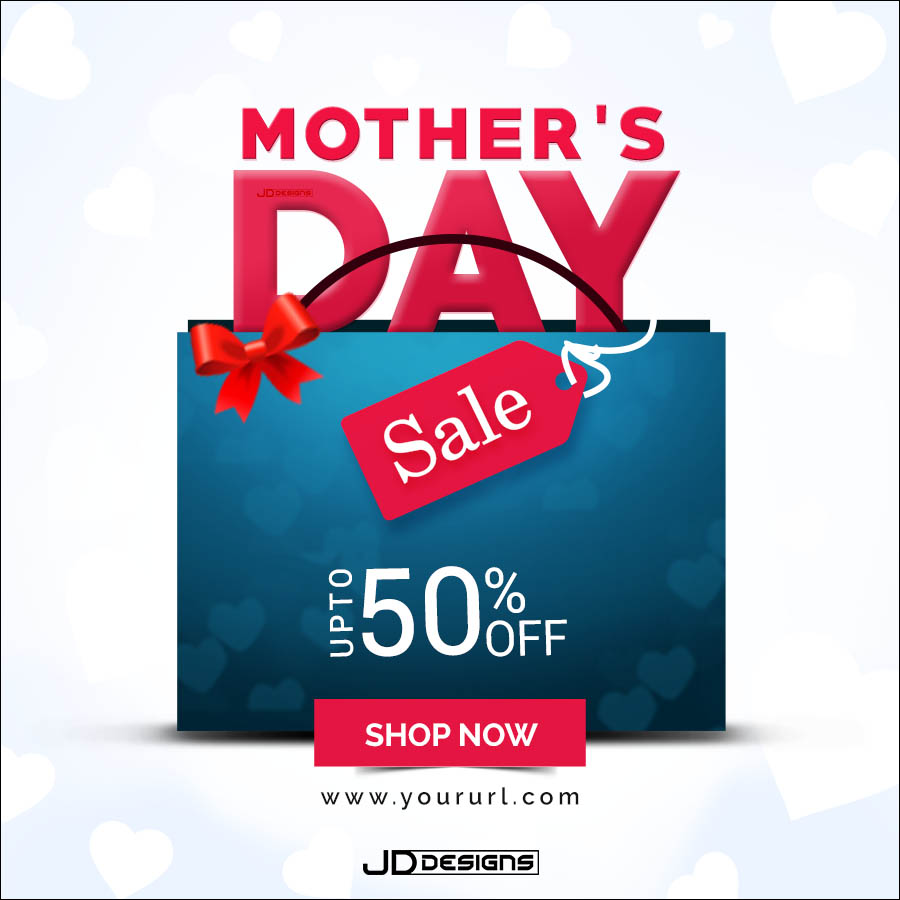 MOTHER'S
JD DESIGNS
DAY
Sale
UPTO
50%
OFF
SHOP NOW
www.yoururl.com
JD DESIGNS